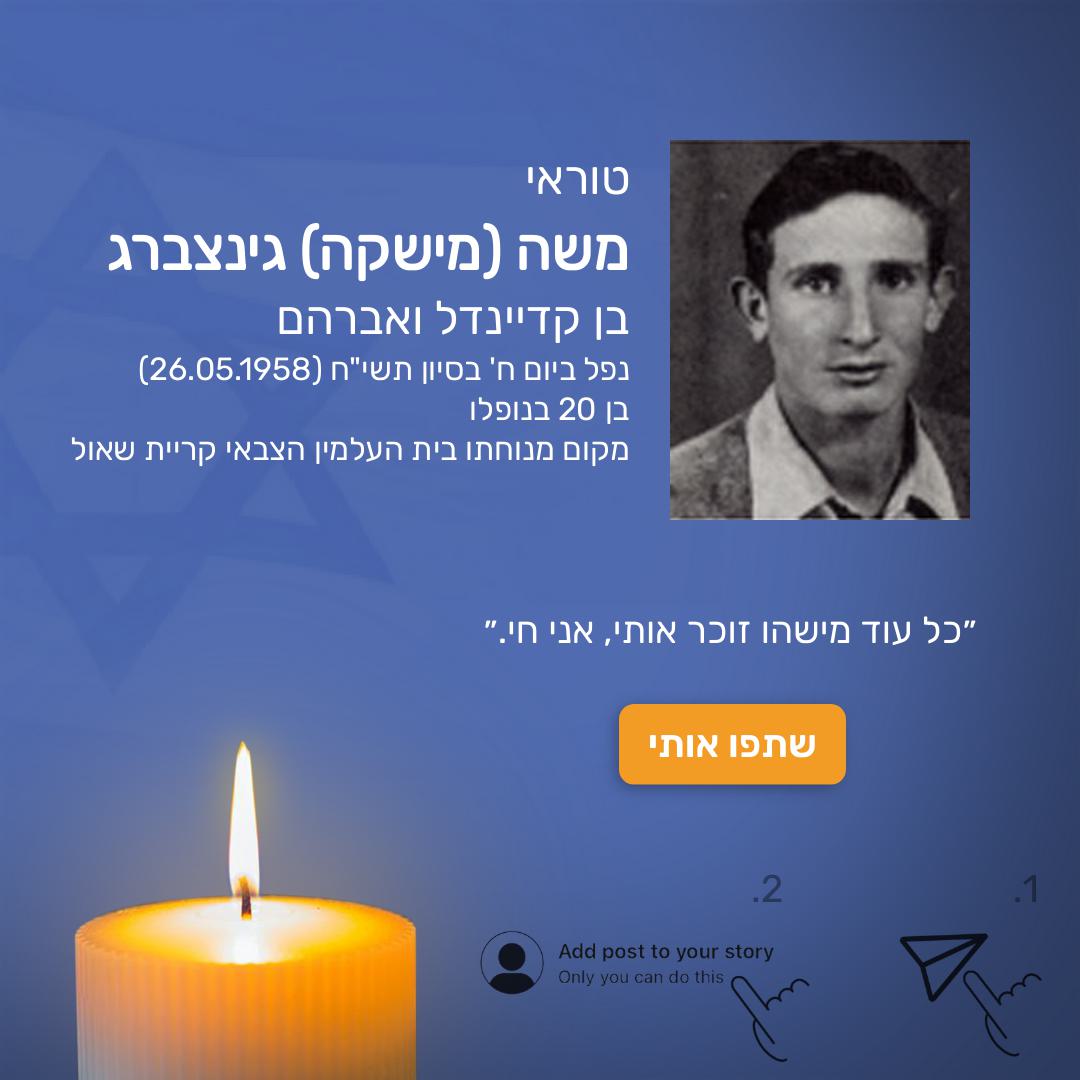 טוראי
משה (מישקה) גינצברג
בן קדיינדל ואברהם
נפל ביום ח' בסיון תשי"ח (26.05.1958)
בן 20 בנופלו
מקום מנוחתו בית העלמין הצבאי קריית שאול
״כל עוד מישהו זוכר אותי, אני חי.״
שתפו אותי
1.
2.
Add post to your story
Only you can do this